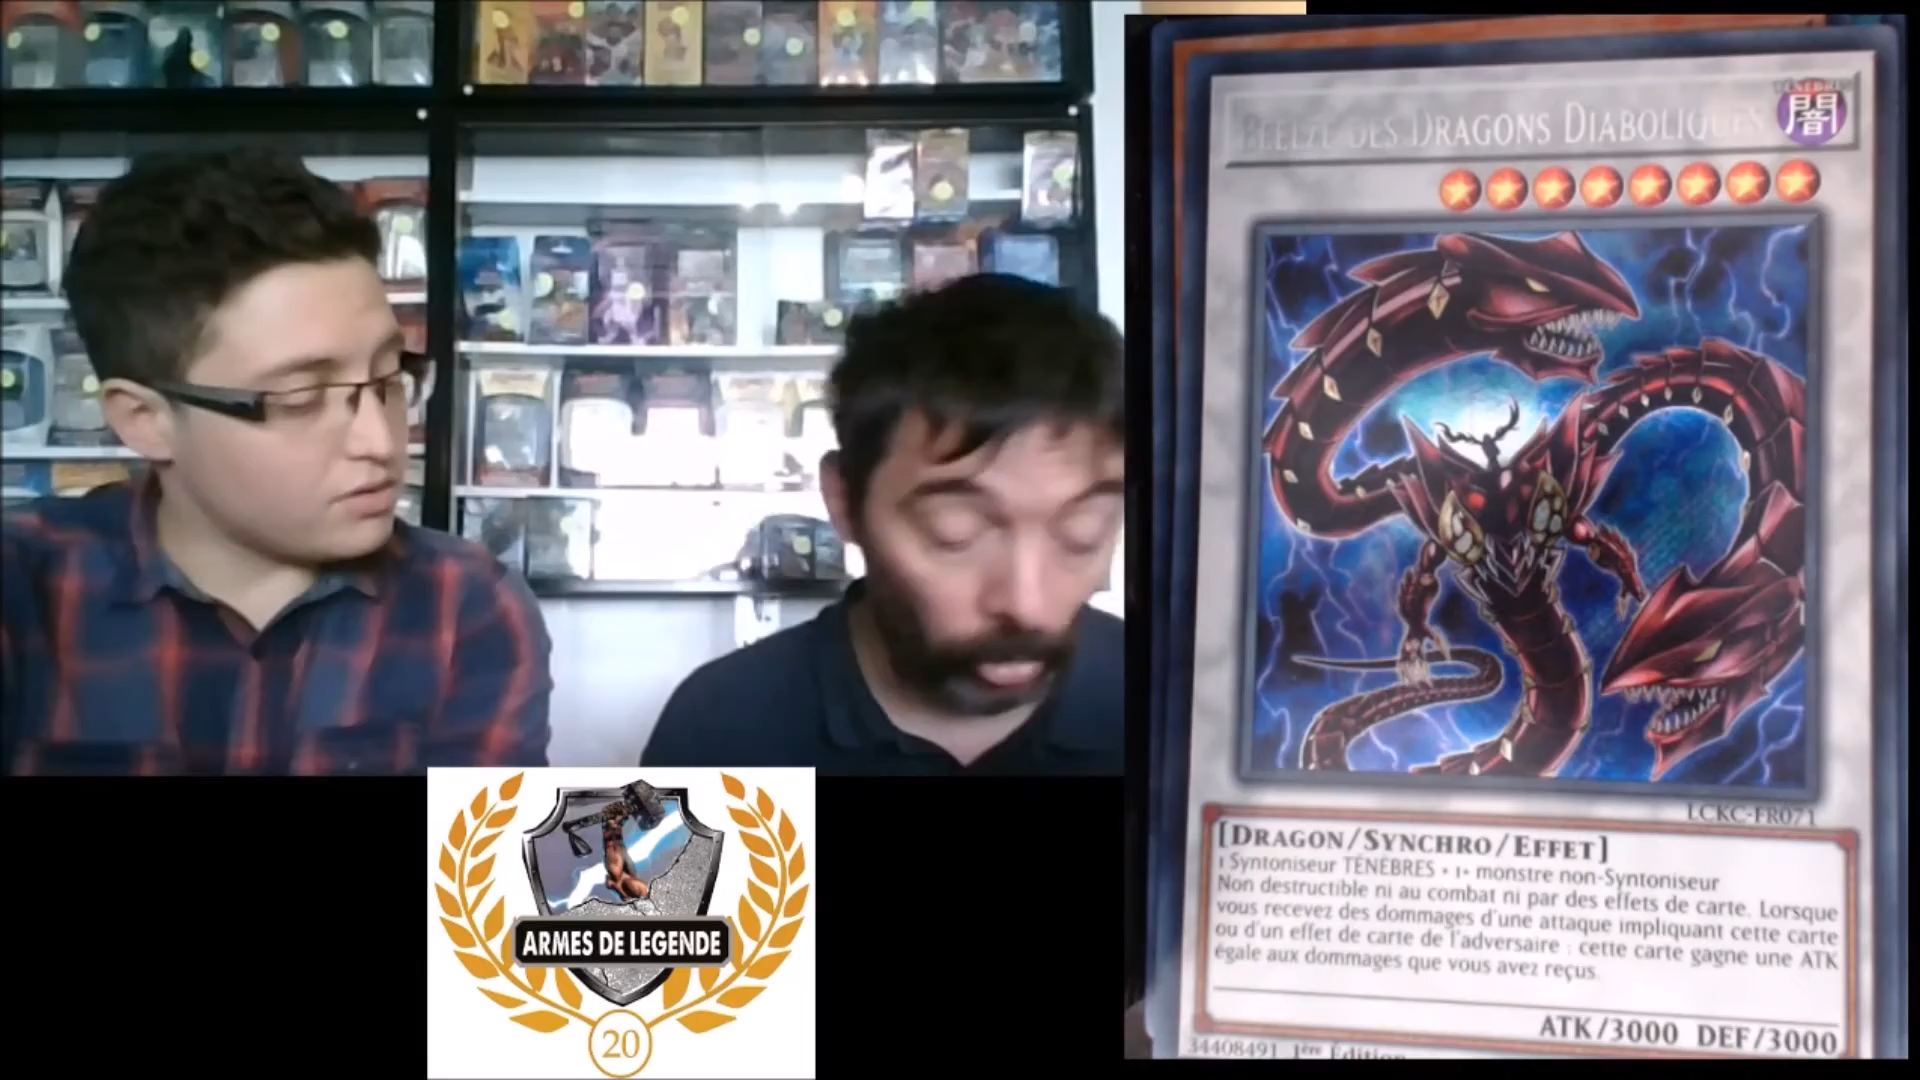 BEELZE DES DRAGONS DIABOLIQUES
TÉNÈBRES
闇
LCKC-FR071
[DRAGON/SYNCHRO/EFFET]
1 Syntoniseur TÉNÈBRES + 1+ monstre non-Syntoniseur
Non destructible ni au combat ni par des effets de carte. Lorsque
vous recevez des dommages d'une attaque impliquant cette carte
ou d'un effet de carte de l'adversaire : cette carte gagne une ATK
égale aux dommages que vous avez reçus.
ATK/3000 DEF/3000
34408491 1ère Édition
ARMES DE LEGENDE
20